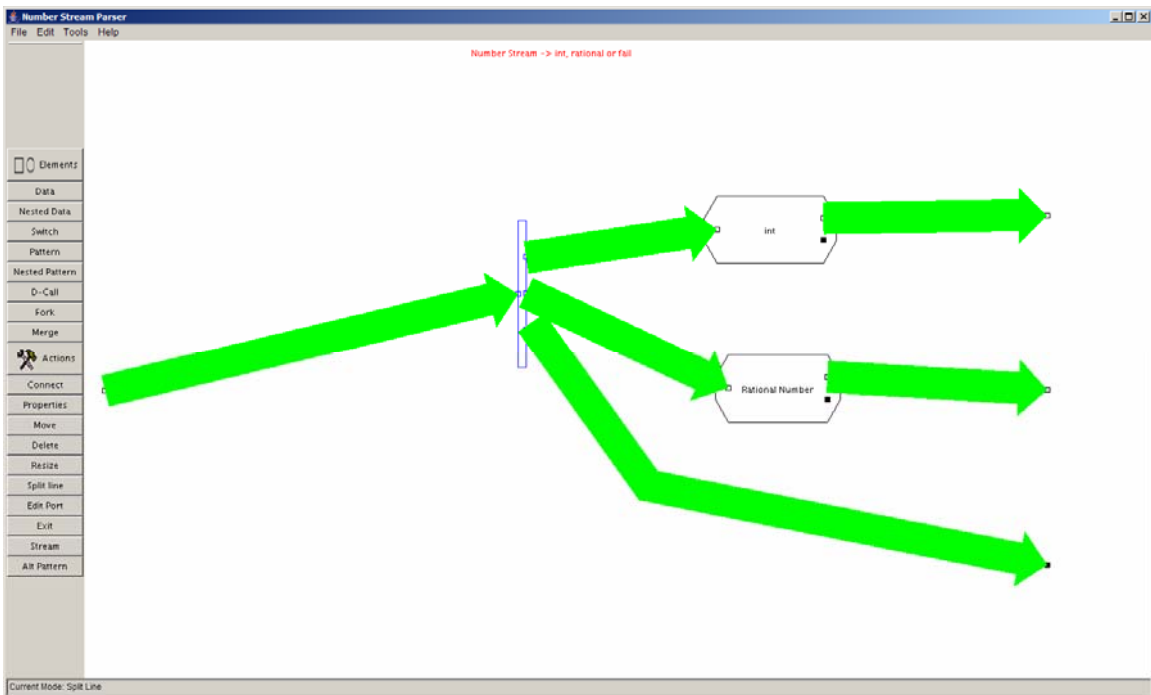 Number Stream Parser
File Edit Tools Help
Number Stream -> int, rational or fail
Elements
Data
Nested Data
Switch
Pattern
Nested Pattern
D-Call
Fork
Merge
Actions
Connect
Properties
Move
Delete
Resize
Split line
Edit Port
Exit
Stream
Alt Pattern
int
Rational Number
Current Mode: Split Line